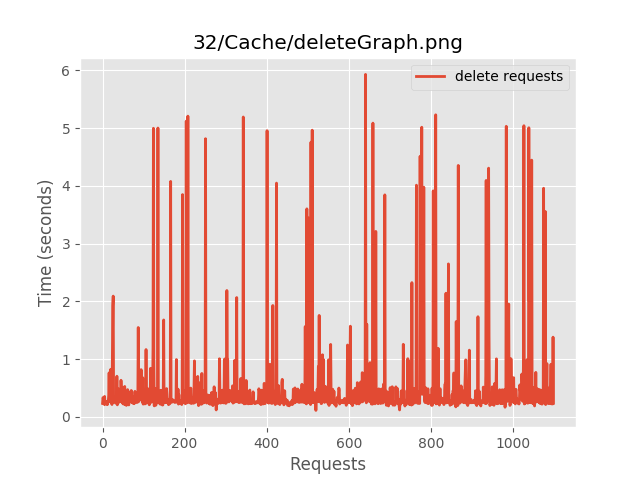 32/Cache/deleteGraph.png
delete requests
Time (seconds)
6
5
4
3
2
1
0
0 200 400 600 800 1000
Requests